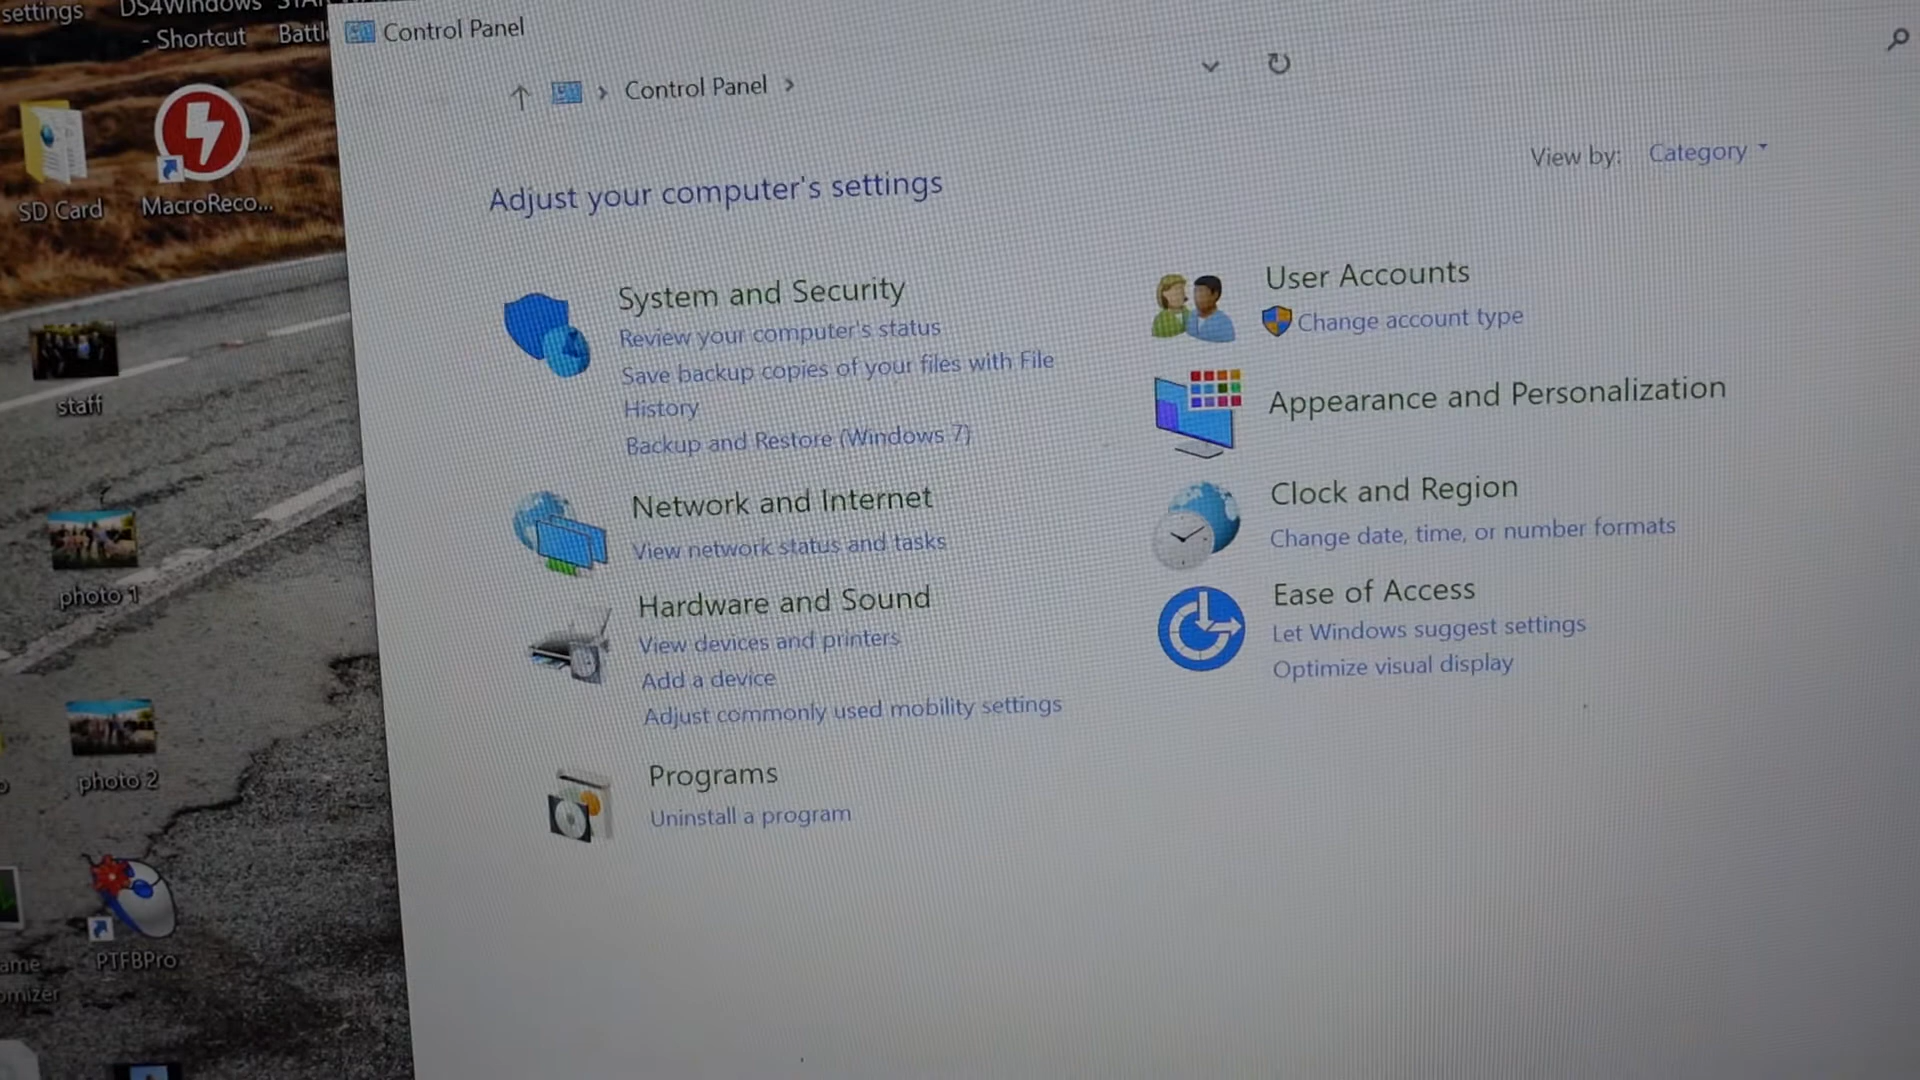 settings
DS4Windows
- Shortcut
Control Panel
Control Panel
View by: Category
Adjust your computer's settings
SD Card
MacroReco...
System and Security
Review your computer's status
Save backup copies of your files with File
History
Backup and Restore (Windows 7)
User Accounts
Change account type
Appearance and Personalization
staff
Network and Internet
View network status and tasks
Clock and Region
Change date, time, or number formats
photo 1
Hardware and Sound
View devices and printers
Add a device
Adjust commonly used mobility settings
Ease of Access
Let Windows suggest settings
Optimize visual display
photo 2
Programs
Uninstall a program
PTFBPro